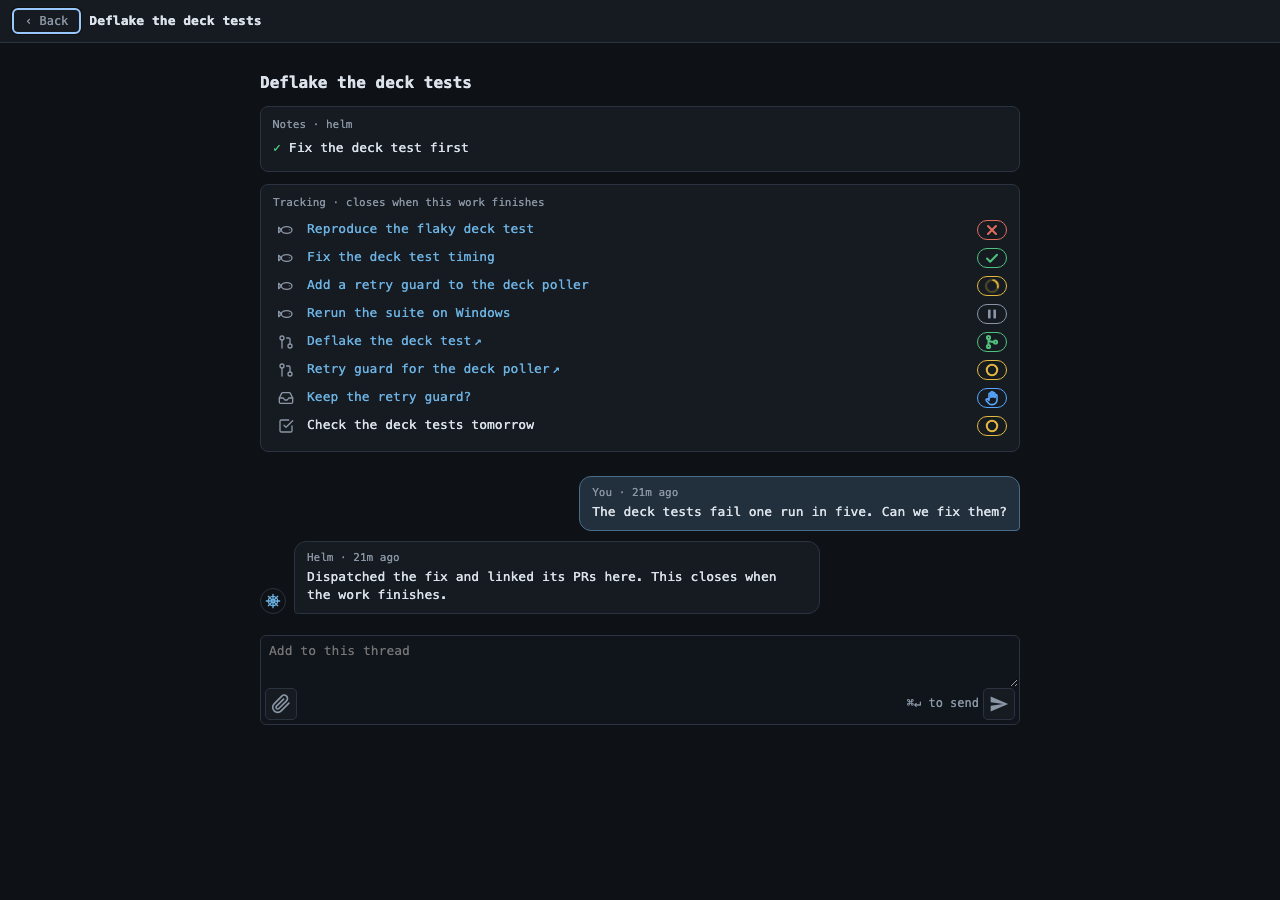 ‹ Back
Deflake the deck tests
Deflake the deck tests
Notes · helm
✓ Fix the deck test first
Tracking · closes when this work finishes
Reproduce the flaky deck test
Fix the deck test timing
Add a retry guard to the deck poller
Rerun the suite on Windows
Deflake the deck test↗
Retry guard for the deck poller↗
Keep the retry guard?
Check the deck tests tomorrow
You · 21m ago
The deck tests fail one run in five. Can we fix them?
Helm · 21m ago
Dispatched the fix and linked its PRs here. This closes when
the work finishes.
Add to this thread
⌘↵ to send